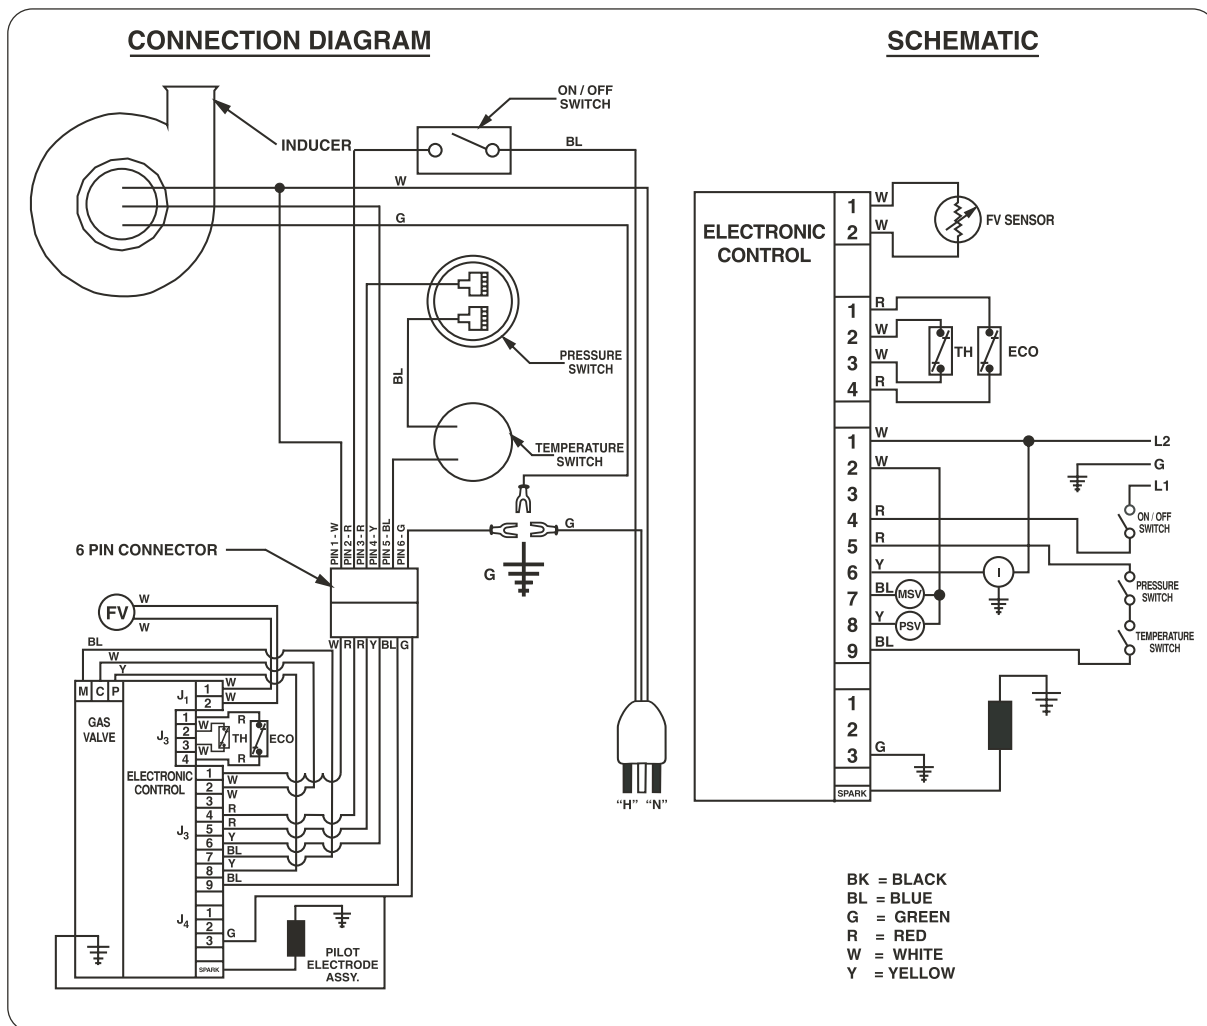 CONNECTION DIAGRAM
ON / OFF
SWITCH
INDUCER
BL
W
G
PRESSURE
SWITCH
BL
TEMPERATURE
SWITCH
PIN 1 - W
PIN 2 - R
PIN 3 - R
PIN 4 - Y
PIN 5 - BL
PIN 6 - G
G
G
6 PIN CONNECTOR
FV
W
W
W R R Y BL G
BL
W
Y
M C P
GAS
VALVE
J1
1
2
W
W
J3
1
2
3
4
R
W
W
R
TH
ECO
ELECTRONIC
CONTROL
J3
1
2
3
4
5
6
7
8
9
W
W
R
R
Y
BL
Y
BL
J4
1
2
3
G
SPARK
PILOT
ELECTRODE
ASSY.
“H” “N”
SCHEMATIC
ELECTRONIC
CONTROL
1
2
W
W
FV SENSOR
1
2
3
4
R
W
W
R
TH
ECO
1
2
3
4
5
6
7
8
9
W
W
R
R
Y
BL
Y
BL
MSV
PSV
I
L2
G
L1
ON / OFF
SWITCH
PRESSURE
SWITCH
TEMPERATURE
SWITCH
1
2
3
G
SPARK
BK = BLACK
BL = BLUE
G = GREEN
R = RED
W = WHITE
Y = YELLOW